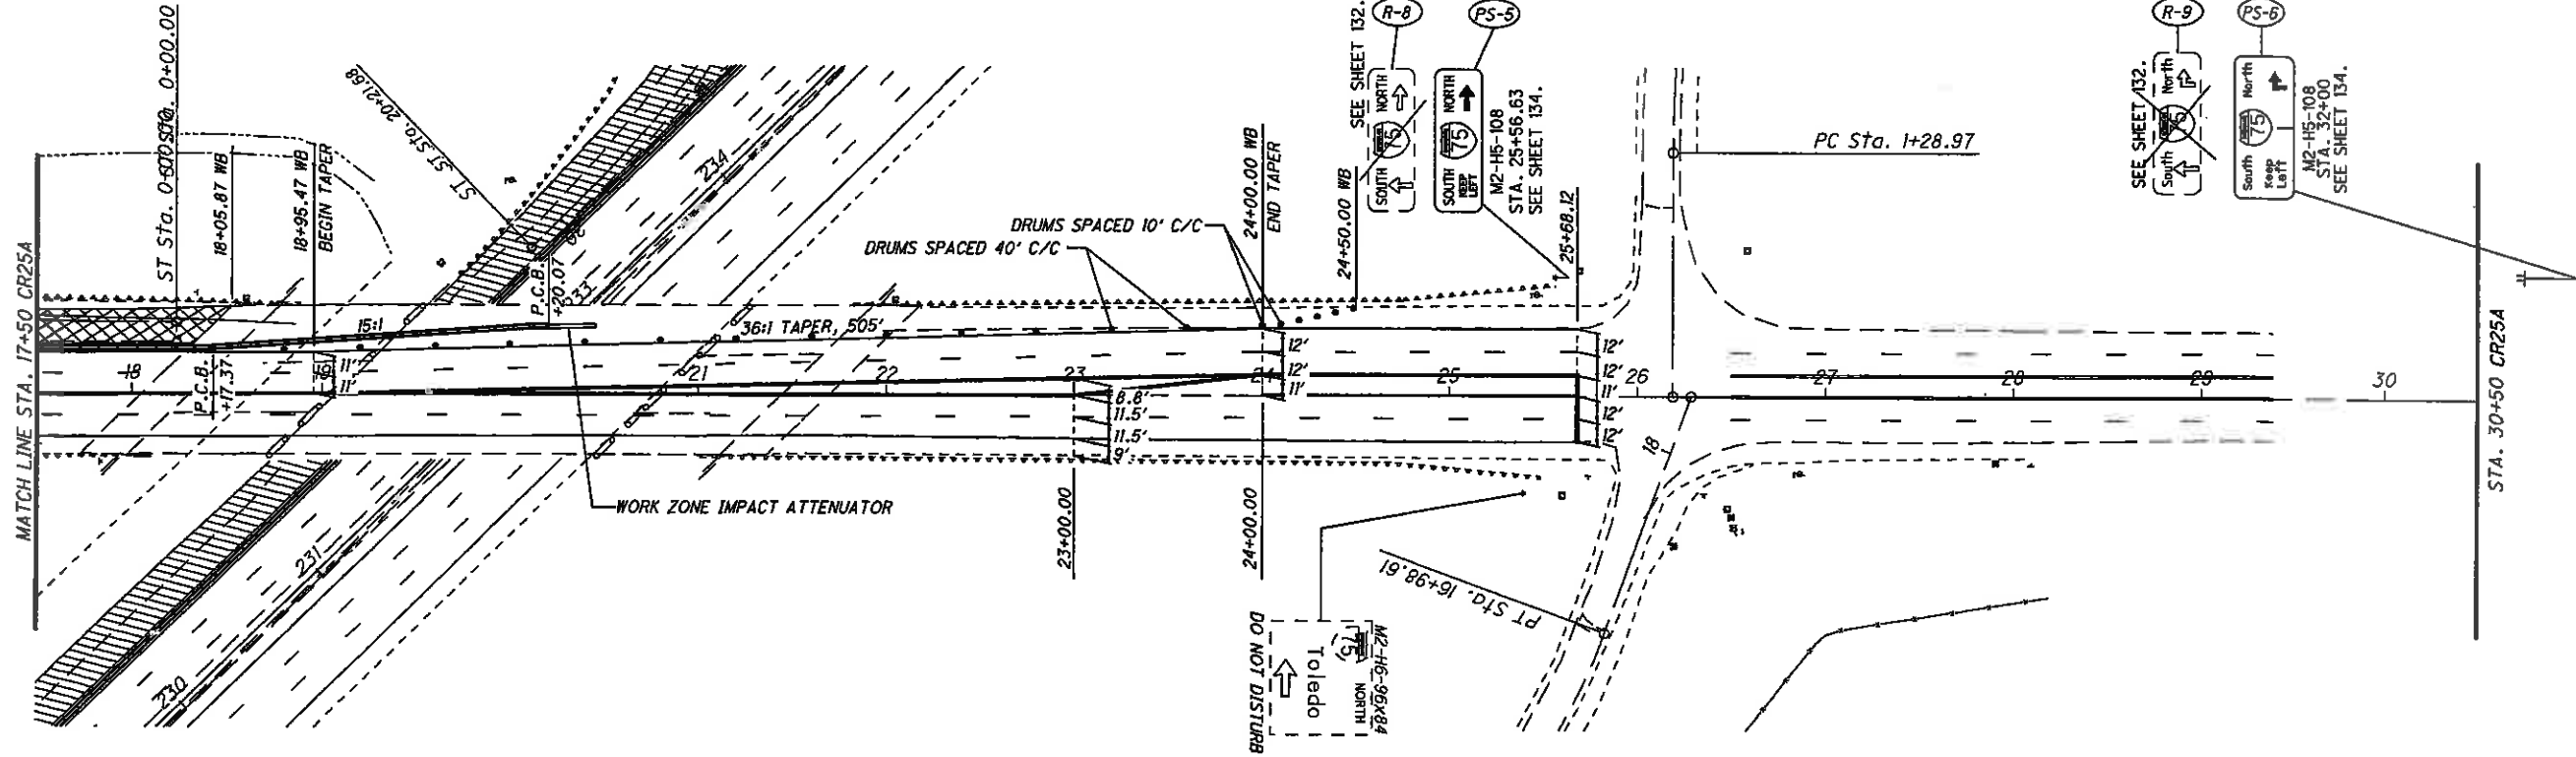 MATCH LINE STA. 17+50 CR25A
ST Sta. 0+00.00
18+05.87 WB
18+95.47 WB
BEGIN TAPER
ST Sta. 20+21.68
P.C.B.
+20.07
P.C.B.
+17.37
15:1
36:1 TAPER, 505'
234
233
231
230
DRUMS SPACED 10' C/C
DRUMS SPACED 40' C/C
24+00.00 WB
END TAPER
24+50.00 WB
SEE SHEET 132.
R-8
SOUTH 75 NORTH
PS-5
SOUTH 75 NORTH
KEEP
LEFT
M2-H5-108
STA. 25+56.63
SEE SHEET 134.
25+68.12
PC Sta. 1+28.97
SEE SHEET 132.
R-9
South North
PS-6
South 75 North
Keep
Left
M2-H5-108
STA. 32+00
SEE SHEET 134.
18
19
21
22
23
24
25
26
27
28
29
30
11'
11'
8.8'
11.5'
11.5'
9'
12'
12'
11'
12'
12'
11'
12'
12'
WORK ZONE IMPACT ATTENUATOR
23+00.00
24+00.00
18
17
PT Sta. 16+98.61
DO NOT DISTURB
Toledo
75
NORTH
M2-H6-96x84
STA. 30+50 CR25A